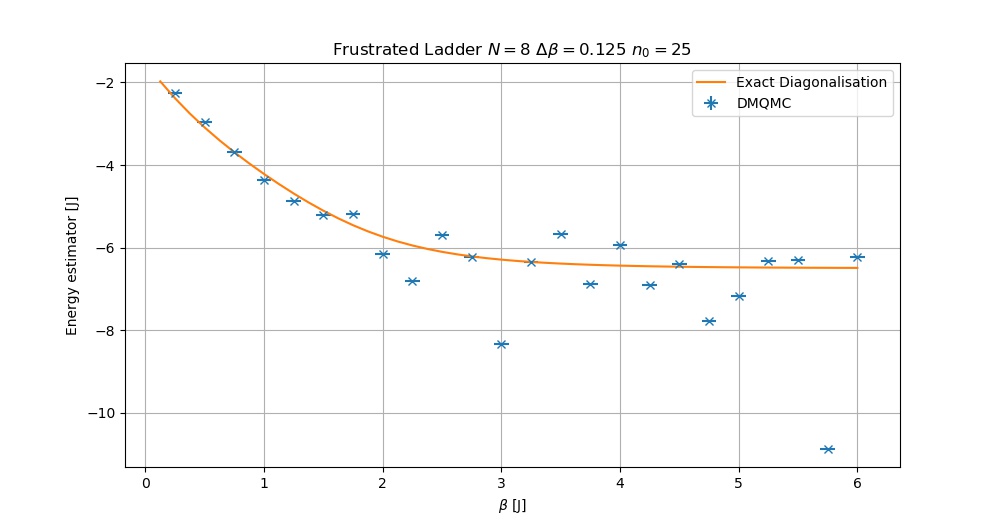 Frustrated Ladder N = 8 Δβ = 0.125 n₀ = 25
Exact Diagonalisation
DMQMC
Energy estimator [J]
−2
−4
−6
−8
−10
0 1 2 3 4 5 6
β [J]